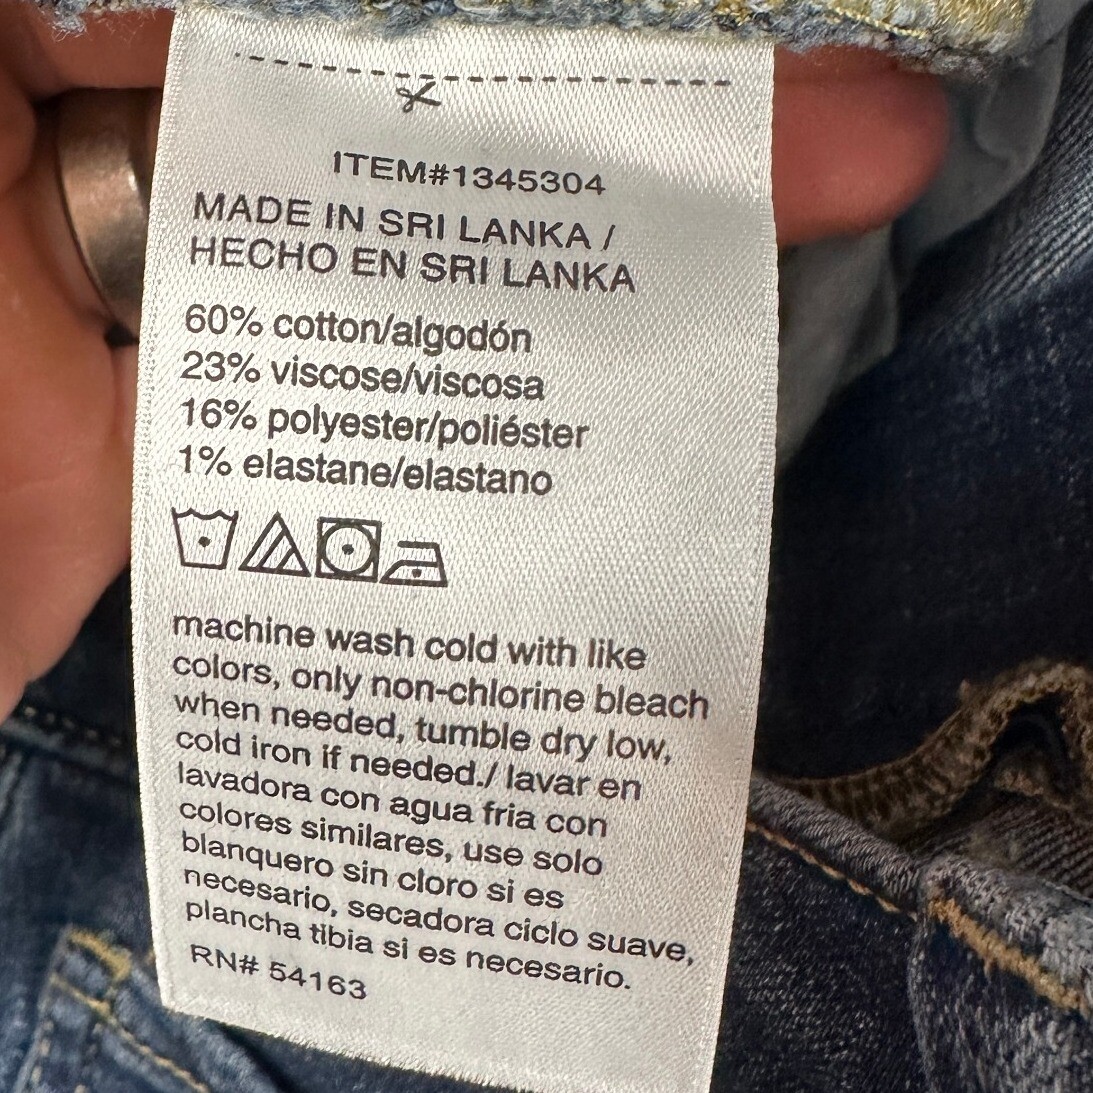 ITEM#1345304
MADE IN SRI LANKA /
HECHO EN SRI LANKA
60% cotton/algodón
23% viscose/viscosa
16% polyester/poliéster
1% elastane/elastano
machine wash cold with like
colors, only non-chlorine bleach
when needed, tumble dry low,
cold iron if needed./ lavar en
lavadora con agua fria con
colores similares, use solo
blanquero sin cloro si es
necesario, secadora ciclo suave,
plancha tibia si es necesario.
RN# 54163